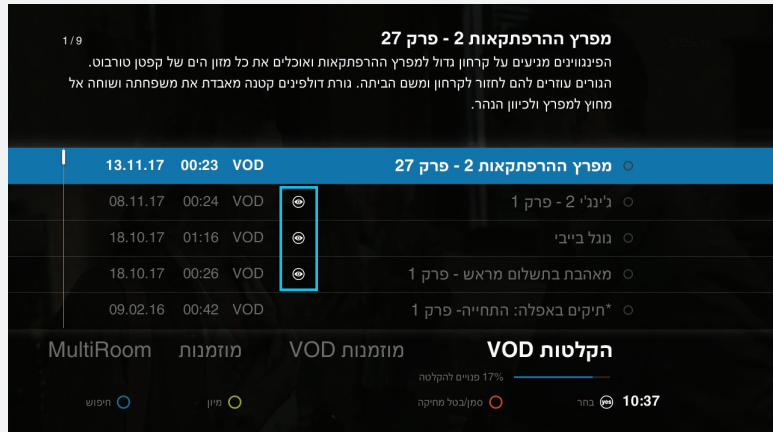 מפרץ ההרפתקאות 2 - פרק 27
1/9
הפינגווינים מגיעים על קרחון גדול למפרץ ההרפתקאות ואוכלים את כל מזון הים של קפטן טורבוט.
הגורים עוזרים להם לחזור לקרחון ומשם הביתה. גורת דולפינים קטנה מאבדת את משפחתה ושוחה אל
מחוץ למפרץ ולכיוון הנהר.
מפרץ ההרפתקאות 2 - פרק 27 VOD 00:23 13.11.17
ג'ינג'י 2 - פרק 1 VOD 00:24 08.11.17
גוגל בייבי VOD 01:16 18.10.17
מאהבת בתשלום מראש - פרק 1 VOD 00:26 18.10.17
*תיקים באפלה: התחייה- פרק 1 VOD 00:42 09.02.16
הקלטות VOD מוזמנות VOD מוזמנות MultiRoom
17% פנויים להקלטה
10:37 yes בחר סמן/בטל מחיקה מיון חיפוש